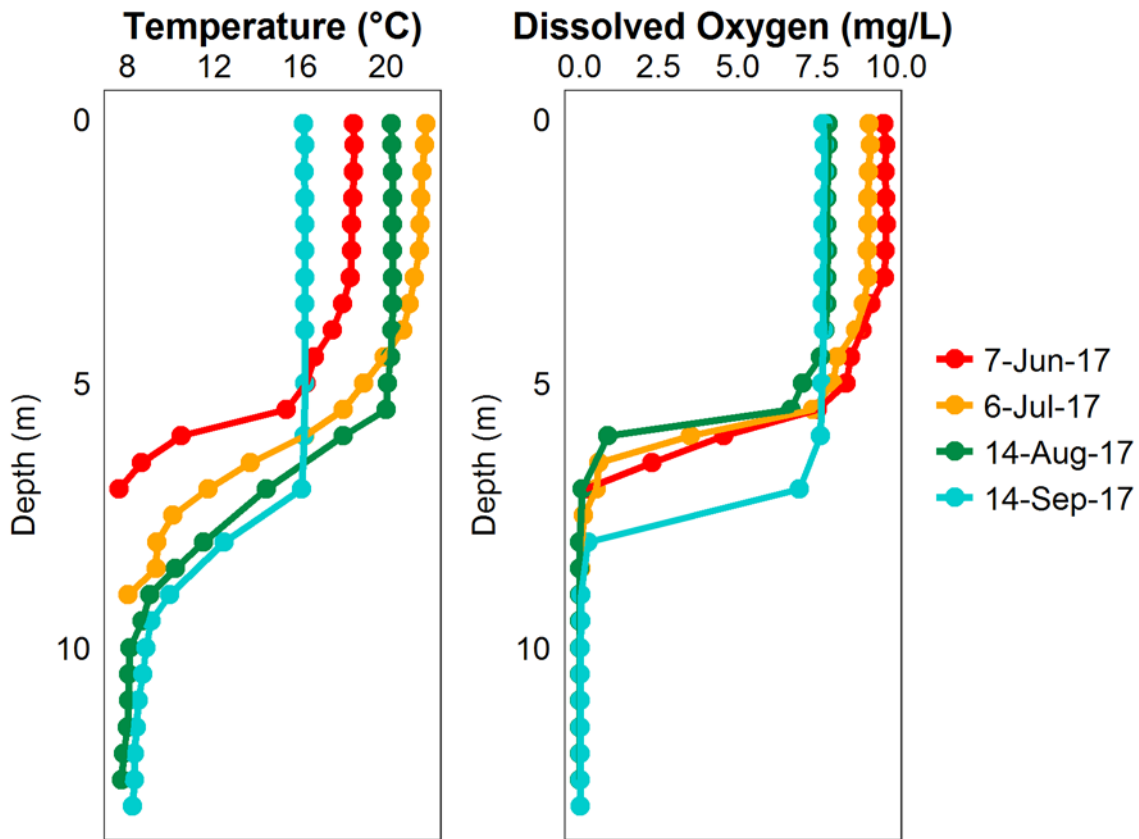 Temperature (°C)
8 12 16 20
Depth (m)
0
5
10
Dissolved Oxygen (mg/L)
0.0 2.5 5.0 7.5 10.0
Depth (m)
0
5
10
7-Jun-17
6-Jul-17
14-Aug-17
14-Sep-17